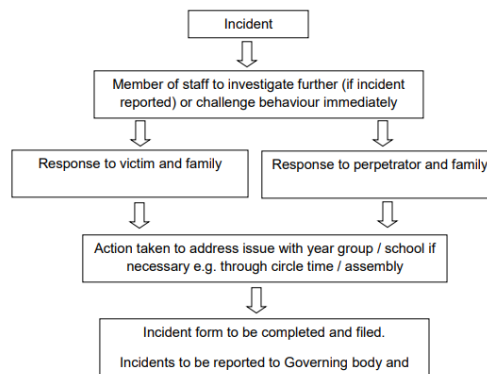 Incident
Member of staff to investigate further (if incident
reported) or challenge behaviour immediately
Response to victim and family
Response to perpetrator and family
Action taken to address issue with year group / school if
necessary e.g. through circle time / assembly
Incident form to be completed and filed.
Incidents to be reported to Governing body and